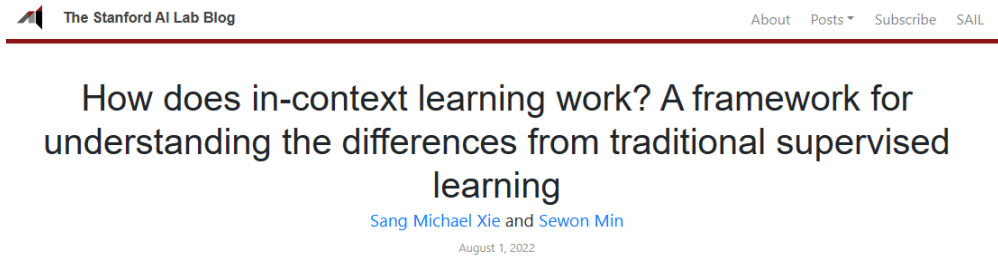 The Stanford AI Lab Blog
About Posts Subscribe SAIL
How does in-context learning work? A framework for
understanding the differences from traditional supervised
learning
Sang Michael Xie and Sewon Min
August 1, 2022